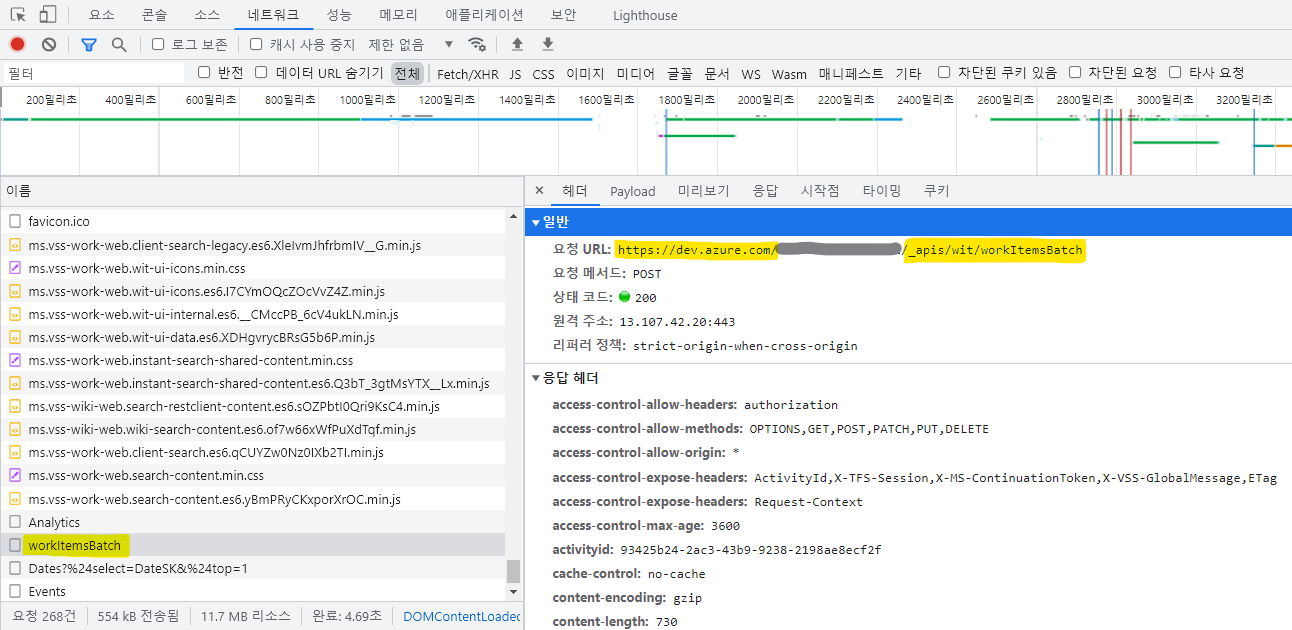 요소 콘솔 소스 네트워크 성능 메모리 애플리케이션 보안 Lighthouse
로그 보존 캐시 사용 중지 제한 없음
필터 반전 데이터 URL 숨기기 전체 Fetch/XHR JS CSS 이미지 미디어 글꼴 문서 WS Wasm 매니페스트 기타 차단된 쿠키 있음 차단된 요청 타사 요청
200밀리초 400밀리초 600밀리초 800밀리초 1000밀리초 1200밀리초 1400밀리초 1600밀리초 1800밀리초 2000밀리초 2200밀리초 2400밀리초 2600밀리초 2800밀리초 3000밀리초 3200밀리초
이름
favicon.ico
ms.vss-work-web.client-search-legacy.es6.XIeIvmJhfrbmIV__G.min.js
ms.vss-work-web.wit-ui-icons.min.css
ms.vss-work-web.wit-ui-icons.es6.I7CYmOQcZOcVvZ4Z.min.js
ms.vss-work-web.wit-ui-internal.es6.__CMccPB_6cV4ukLN.min.js
ms.vss-work-web.wit-ui-data.es6.XDHgvrycBRsG5b6P.min.js
ms.vss-work-web.instant-search-shared-content.min.css
ms.vss-work-web.instant-search-shared-content.es6.Q3bT_3gtMsYTX__Lx.min.js
ms.vss-wiki-web.search-restclient-content.es6.sOZPbtI0Qri9KsC4.min.js
ms.vss-wiki-web.wiki-search-content.es6.of7w66xWfPuXdTqf.min.js
ms.vss-work-web.client-search.es6.qCUYZw0Nz0IXb2TI.min.js
ms.vss-work-web.search-content.min.css
ms.vss-work-web.search-content.es6.yBmPRyCKxporXrOC.min.js
Analytics
workItemsBatch
Dates?%24select=DateSK&%24top=1
Events
요청 268건 554 kB 전송됨 11.7 MB 리소스 완료: 4.69초 DOMContentLoaded
× 헤더 Payload 미리보기 응답 시작점 타이밍 쿠키
일반
요청 URL: https://dev.azure.com/ /_apis/wit/workItemsBatch
요청 메서드: POST
상태 코드: 200
원격 주소: 13.107.42.20:443
리퍼러 정책: strict-origin-when-cross-origin
응답 헤더
access-control-allow-headers: authorization
access-control-allow-methods: OPTIONS,GET,POST,PATCH,PUT,DELETE
access-control-allow-origin: *
access-control-expose-headers: ActivityId,X-TFS-Session,X-MS-ContinuationToken,X-VSS-GlobalMessage,ETag
access-control-expose-headers: Request-Context
access-control-max-age: 3600
activityid: 93425b24-2ac3-43b9-9238-2198ae8ecf2f
cache-control: no-cache
content-encoding: gzip
content-length: 730